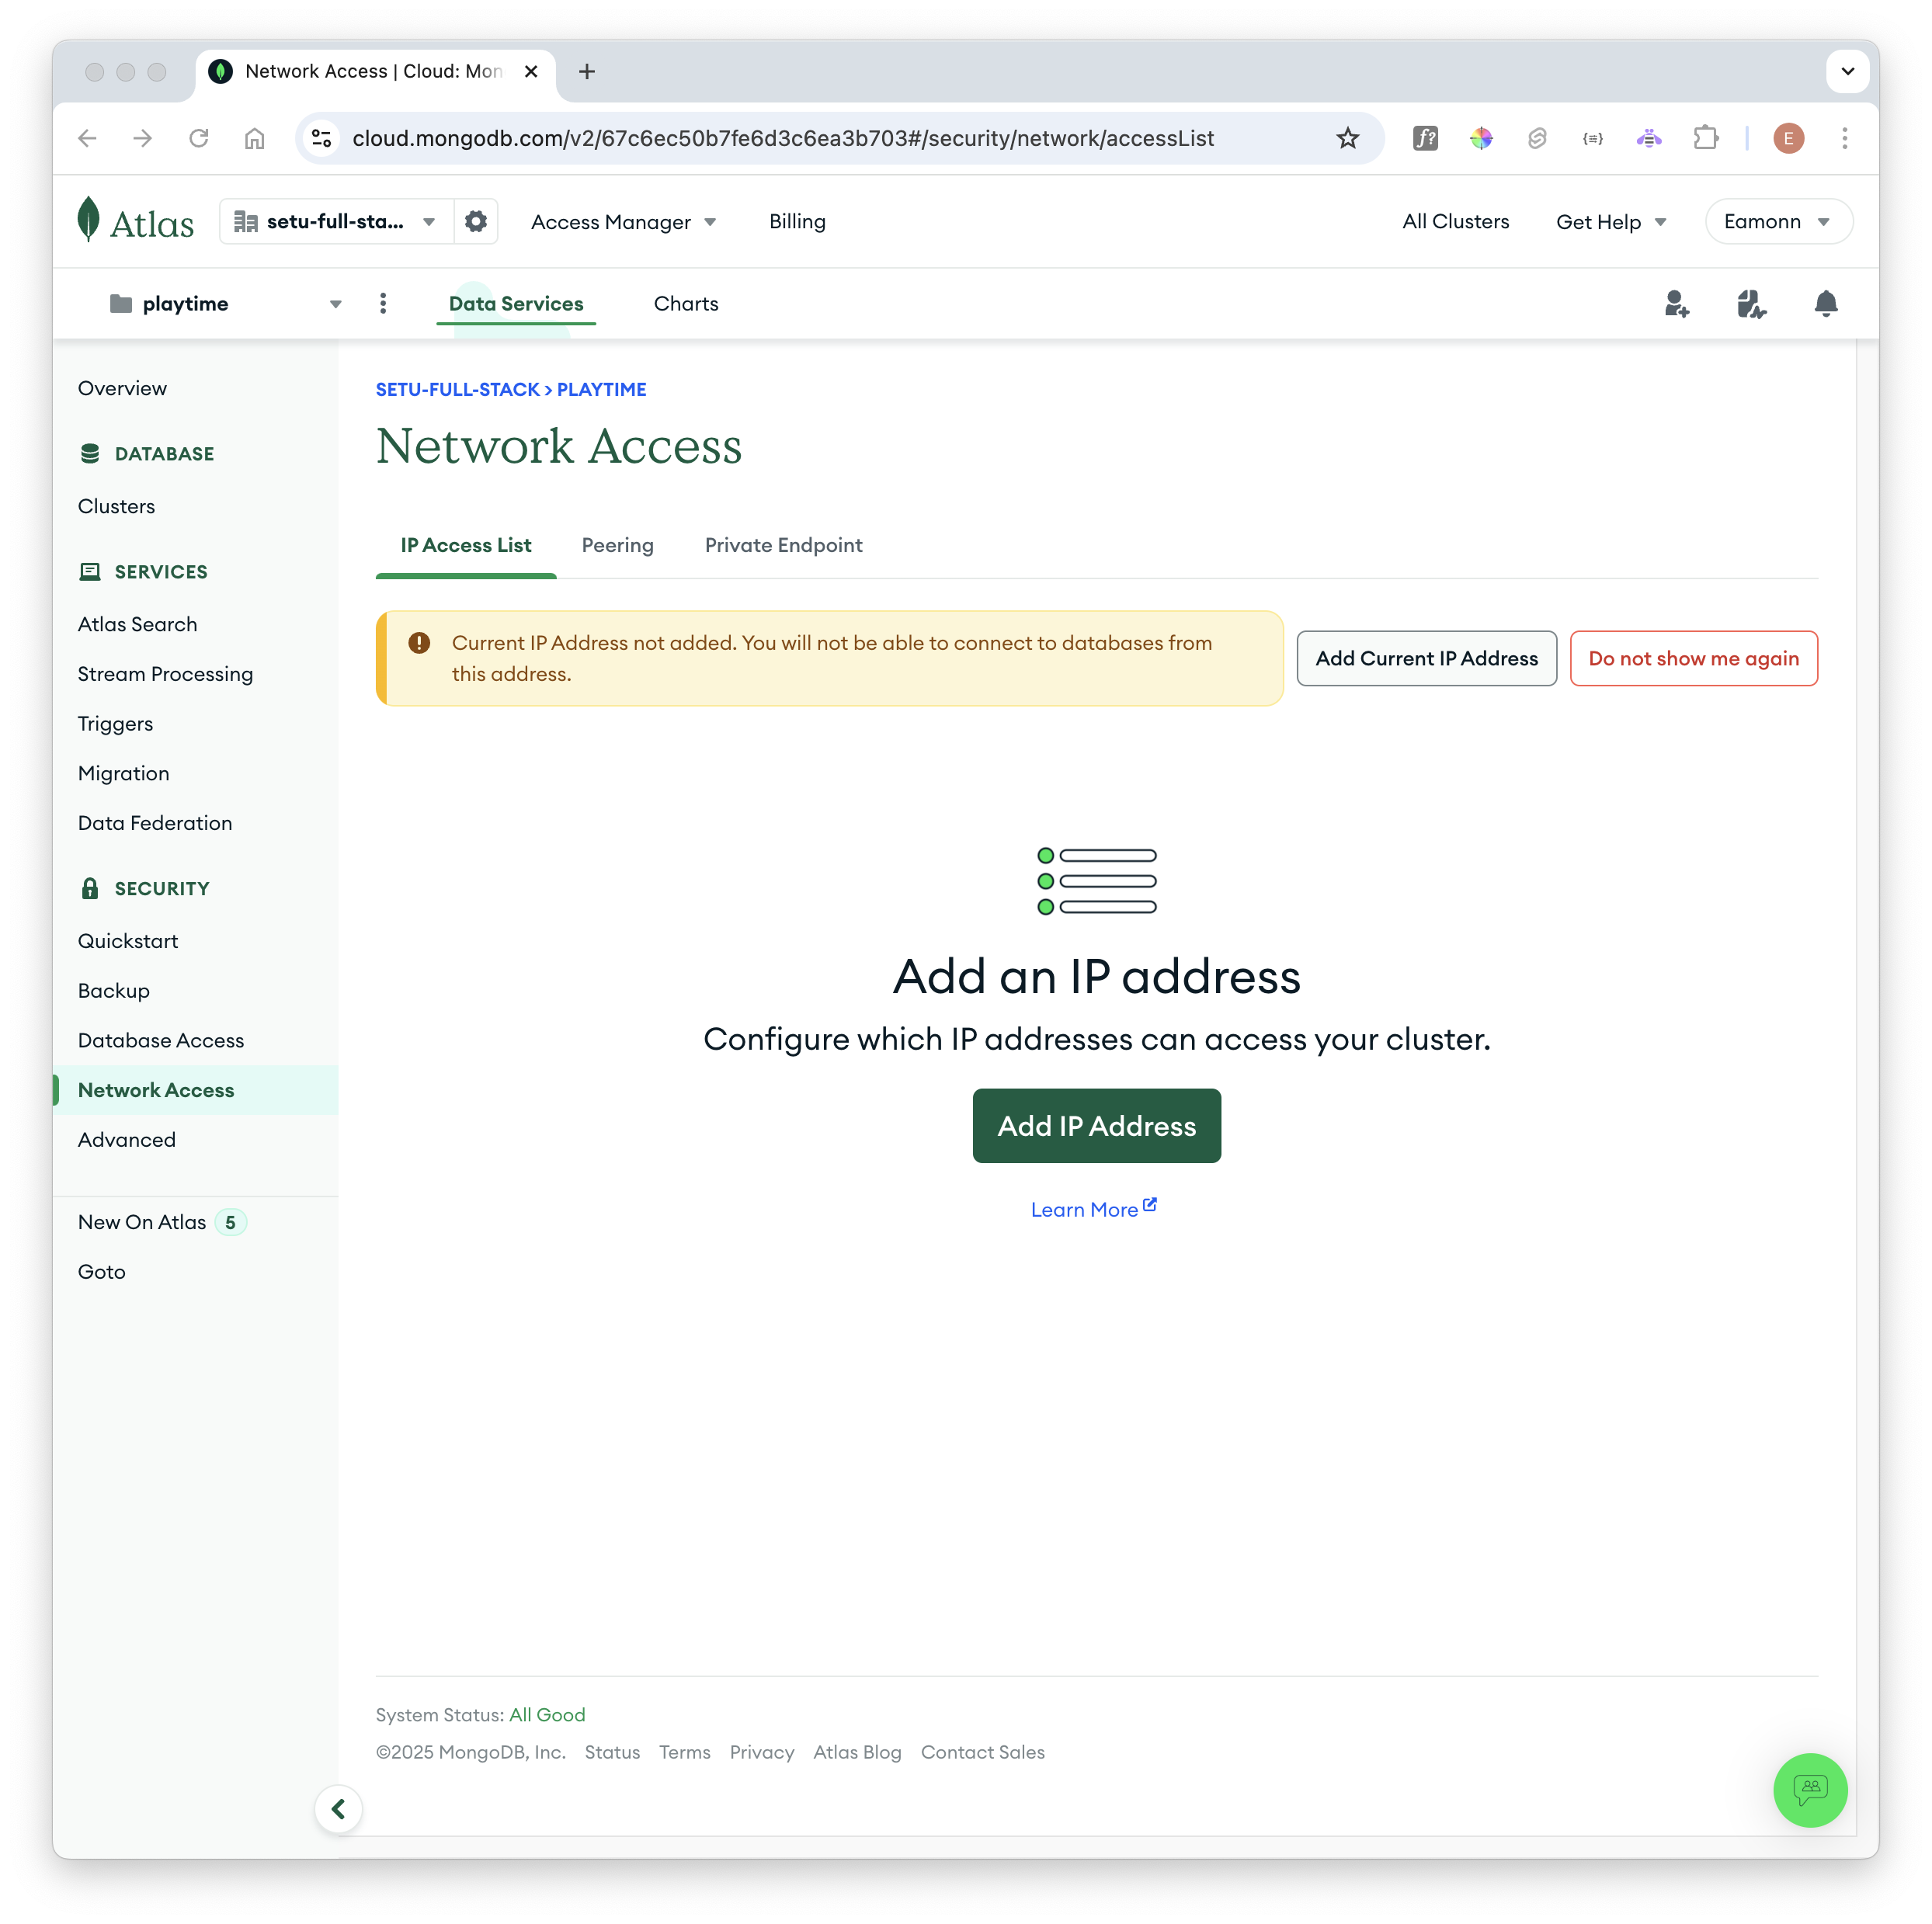 Network Access | Cloud: Mon
cloud.mongodb.com/v2/67c6ec50b7fe6d3c6ea3b703#/security/network/accessList
f?
{≡}
E
Atlas
setu-full-sta...
Access Manager
Billing
All Clusters
Get Help
Eamonn
playtime
Data Services
Charts
Overview
DATABASE
Clusters
SERVICES
Atlas Search
Stream Processing
Triggers
Migration
Data Federation
SECURITY
Quickstart
Backup
Database Access
Network Access
Advanced
New On Atlas 5
Goto
SETU-FULL-STACK > PLAYTIME
Network Access
IP Access List
Peering
Private Endpoint
Current IP Address not added. You will not be able to connect to databases from
this address.
Add Current IP Address
Do not show me again
Add an IP address
Configure which IP addresses can access your cluster.
Add IP Address
Learn More
System Status: All Good
©2025 MongoDB, Inc. Status Terms Privacy Atlas Blog Contact Sales